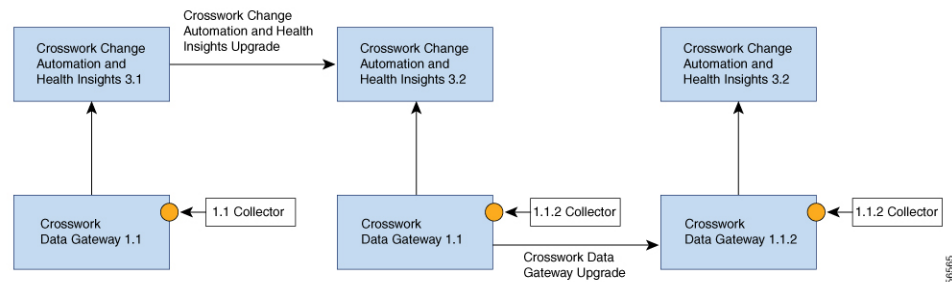 Crosswork Change
Automation and Health
Insights Upgrade
Crosswork Change
Automation and
Health Insights 3.1
Crosswork Change
Automation and
Health Insights 3.2
Crosswork Change
Automation and
Health Insights 3.2
Crosswork
Data Gateway 1.1
1.1 Collector
Crosswork
Data Gateway 1.1
1.1.2 Collector
Crosswork
Data Gateway 1.1.2
1.1.2 Collector
Crosswork Data
Gateway Upgrade